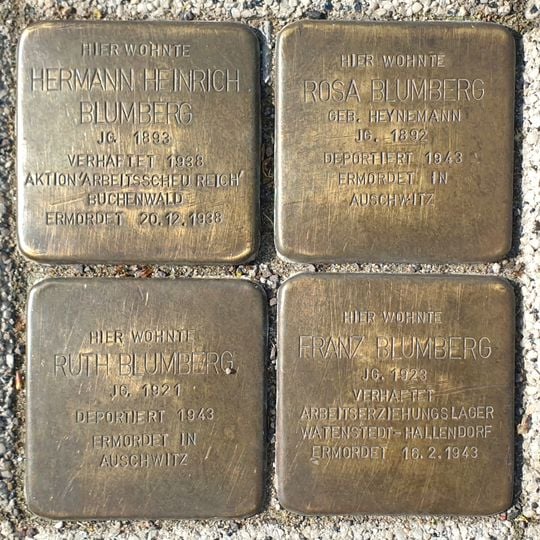 HIER WOHNTE
HERMANN HEINRICH
BLUMBERG
JG. 1893
VERHAFTET 1938
AKTION 'ARBEITSSCHEU REICH'
BUCHENWALD
ERMORDET 20.12.1938
HIER WOHNTE
ROSA BLUMBERG
GEB. HEYNEMANN
JG. 1892
DEPORTIERT 1943
ERMORDET IN
AUSCHWITZ
HIER WOHNTE
RUTH BLUMBERG
JG. 1921
DEPORTIERT 1943
ERMORDET IN
AUSCHWITZ
HIER WOHNTE
FRANZ BLUMBERG
JG. 1923
VERHAFTET
ARBEITSERZIEHUNGSLAGER
WATENSTEDT-HALLENDORF
ERMORDET 16.2.1943